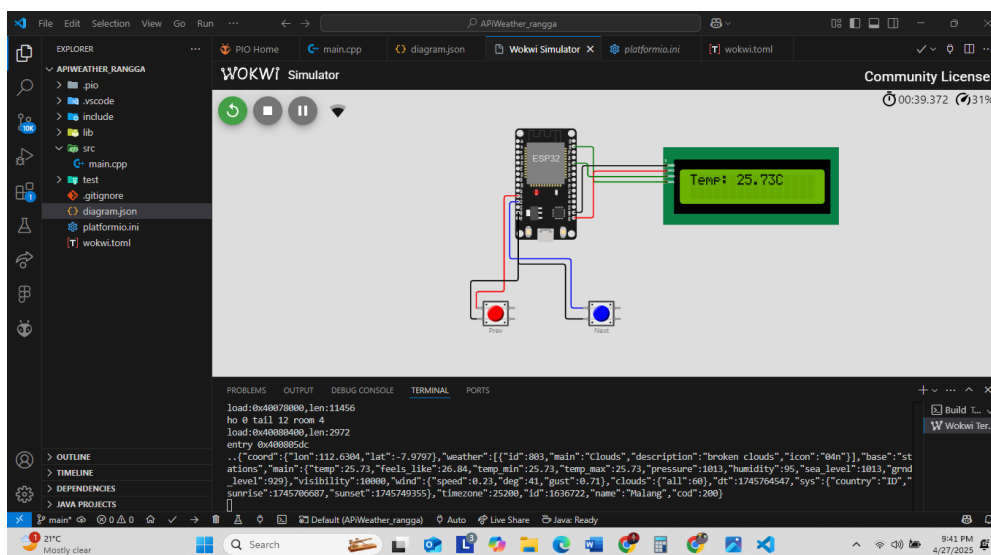 File Edit Selection View Go Run ··· APiWeather_rangga
EXPLORER ···
PIO Home main.cpp diagram.json Wokwi Simulator platformio.ini wokwi.toml
APIWEATHER_RANGGA
.pio
.vscode
include
lib
src
main.cpp
test
.gitignore
diagram.json
platformio.ini
wokwi.toml
10K
1
WOKWI Simulator
Community License
00:39.372 31%
ESP32
Temp: 25.73C
Prev
Next
PROBLEMS OUTPUT DEBUG CONSOLE TERMINAL PORTS
load:0x40078000,len:11456
ho 0 tail 12 room 4
load:0x40080400,len:2972
entry 0x400805dc
..{"coord":{"lon":112.6304,"lat":-7.9797},"weather":[{"id":803,"main":"Clouds","description":"broken clouds","icon":"04n"}],"base":"st
ations","main":{"temp":25.73,"feels_like":26.84,"temp_min":25.73,"temp_max":25.73,"pressure":1013,"humidity":95,"sea_level":1013,"grnd
_level":929},"visibility":10000,"wind":{"speed":0.23,"deg":41,"gust":0.71},"clouds":{"all":60},"dt":1745764547,"sys":{"country":"ID","
sunrise":1745706687,"sunset":1745749355},"timezone":25200,"id":1636722,"name":"Malang","cod":200}
Build T...
Wokwi Ter...
OUTLINE
TIMELINE
DEPENDENCIES
JAVA PROJECTS
main* 0 0 Default (APiWeather_rangga) Auto Live Share Java: Ready
1
21°C
Mostly clear
Search
3
9:41 PM
4/27/2025